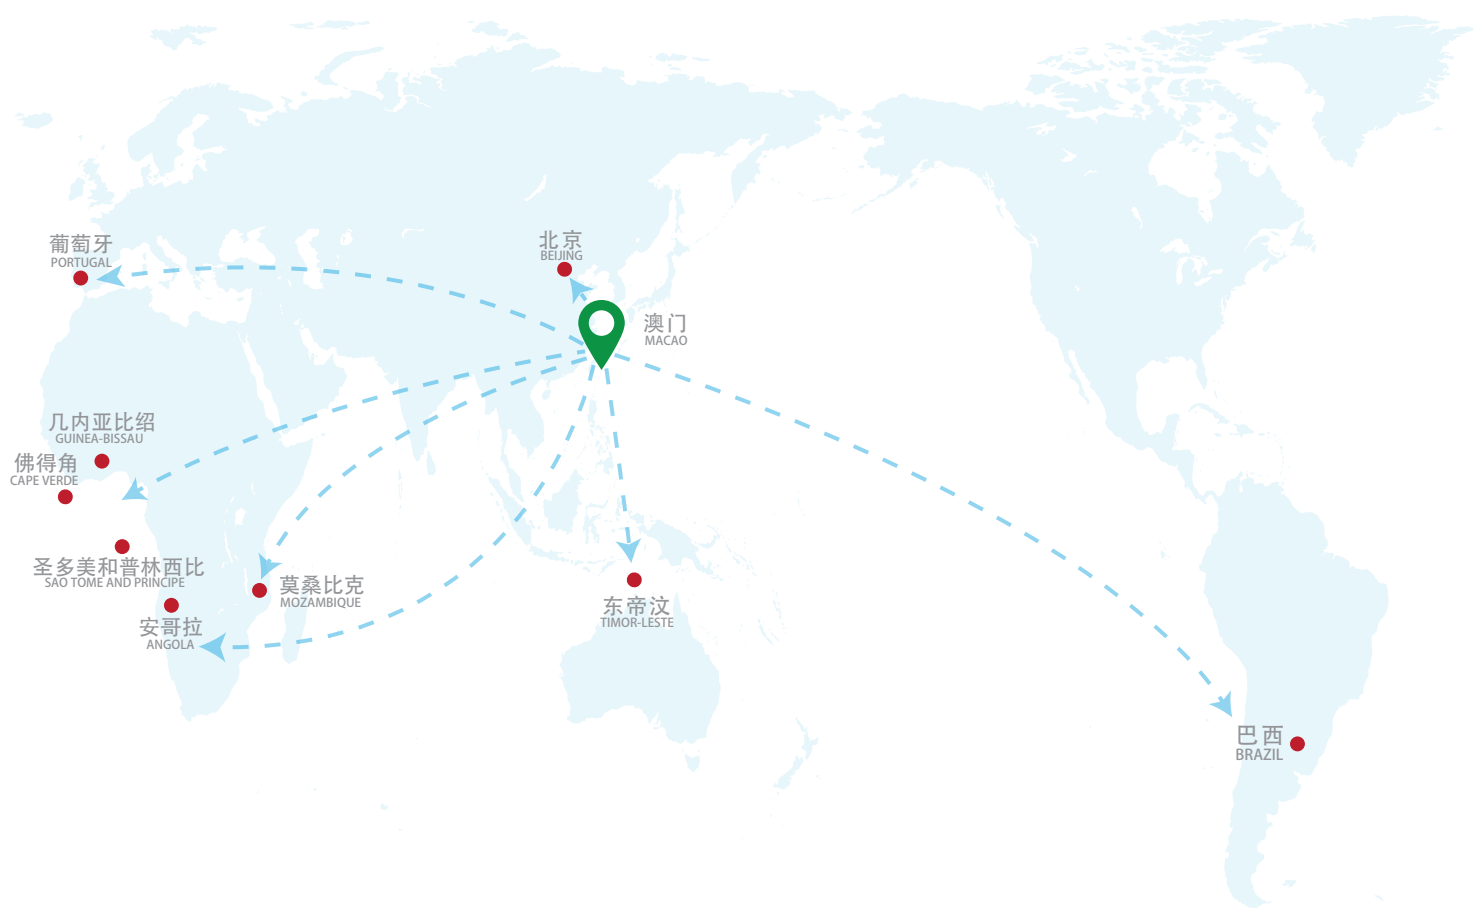 葡萄牙
PORTUGAL
北京
BEIJING
澳门
MACAO
几内亚比绍
GUINEA-BISSAU
佛得角
CAPE VERDE
圣多美和普林西比
SAO TOME AND PRINCIPE
莫桑比克
MOZAMBIQUE
安哥拉
ANGOLA
东帝汶
TIMOR-LESTE
巴西
BRAZIL